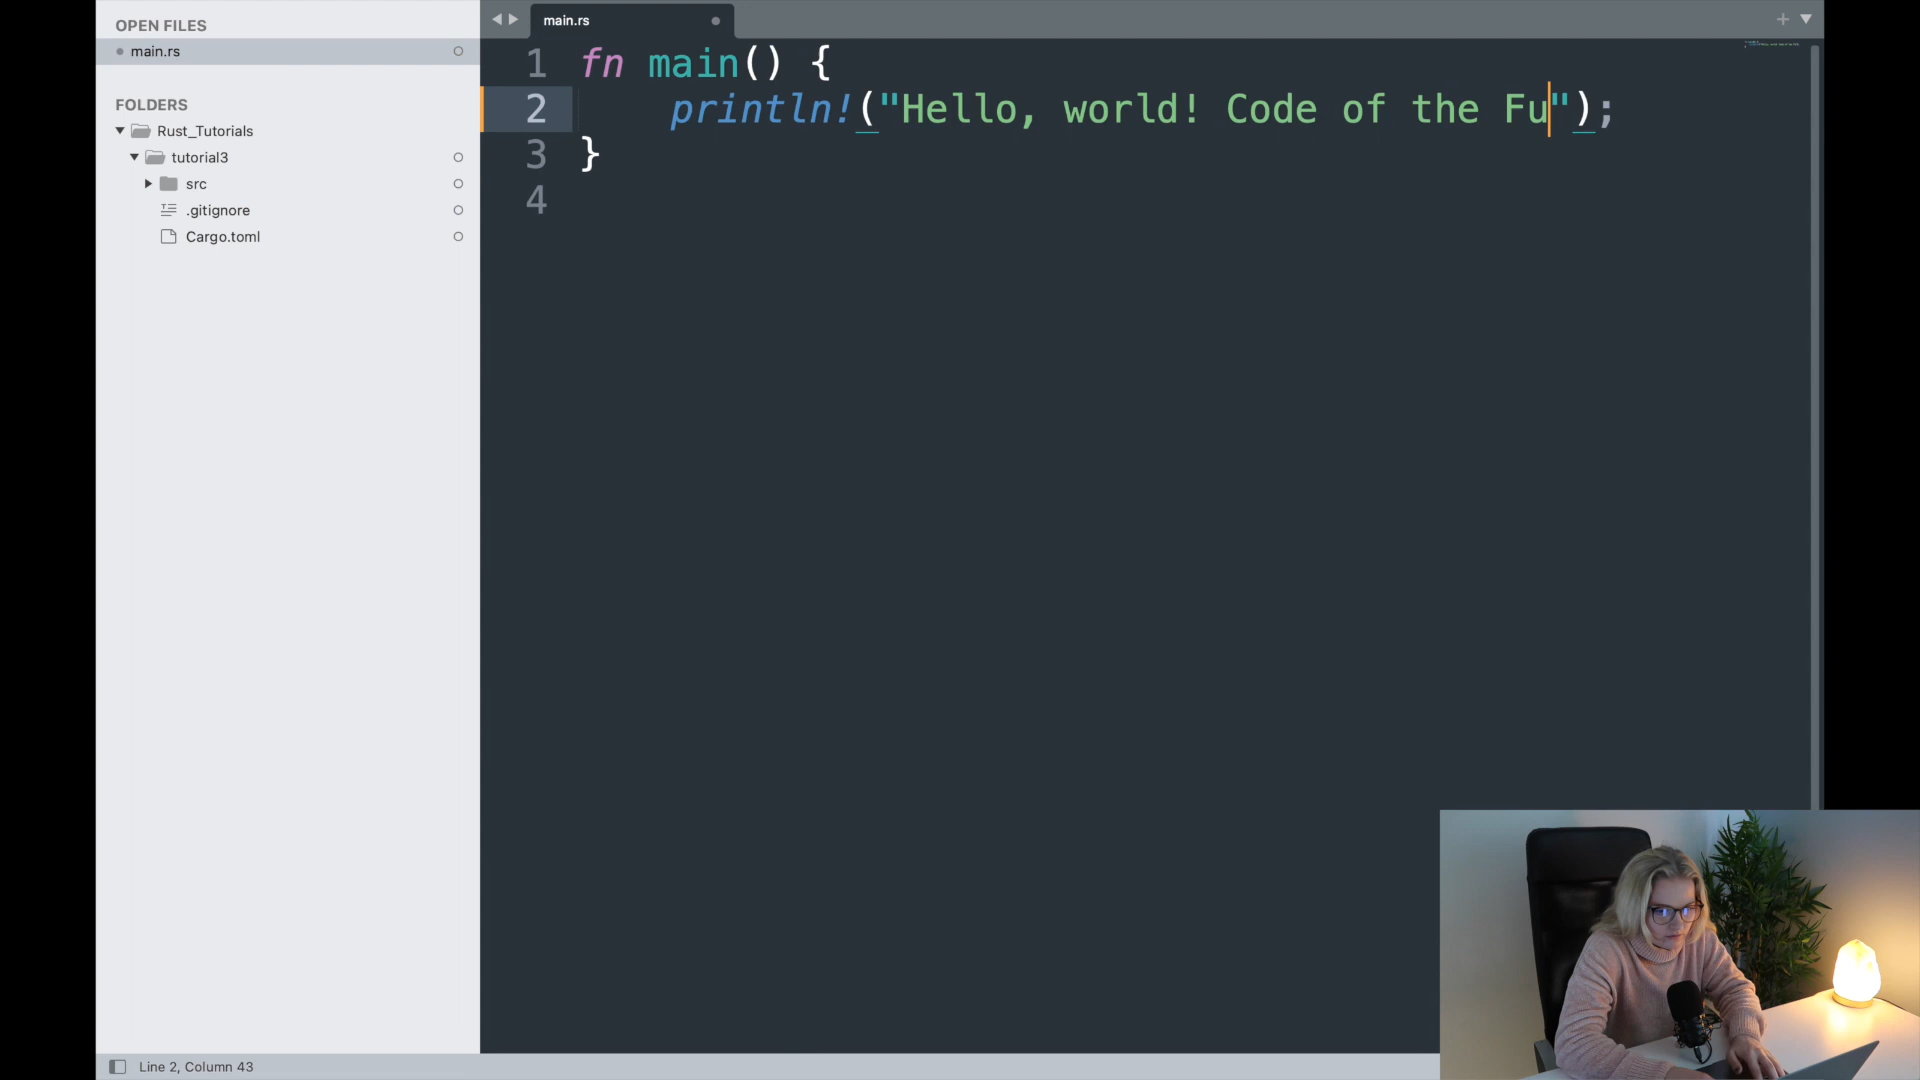 OPEN FILES
main.rs
FOLDERS
Rust_Tutorials
tutorial3
src
.gitignore
Cargo.toml
main.rs
1 fn main() {
2 println!("Hello, world! Code of the Fu");
3 }
4
Line 2, Column 43